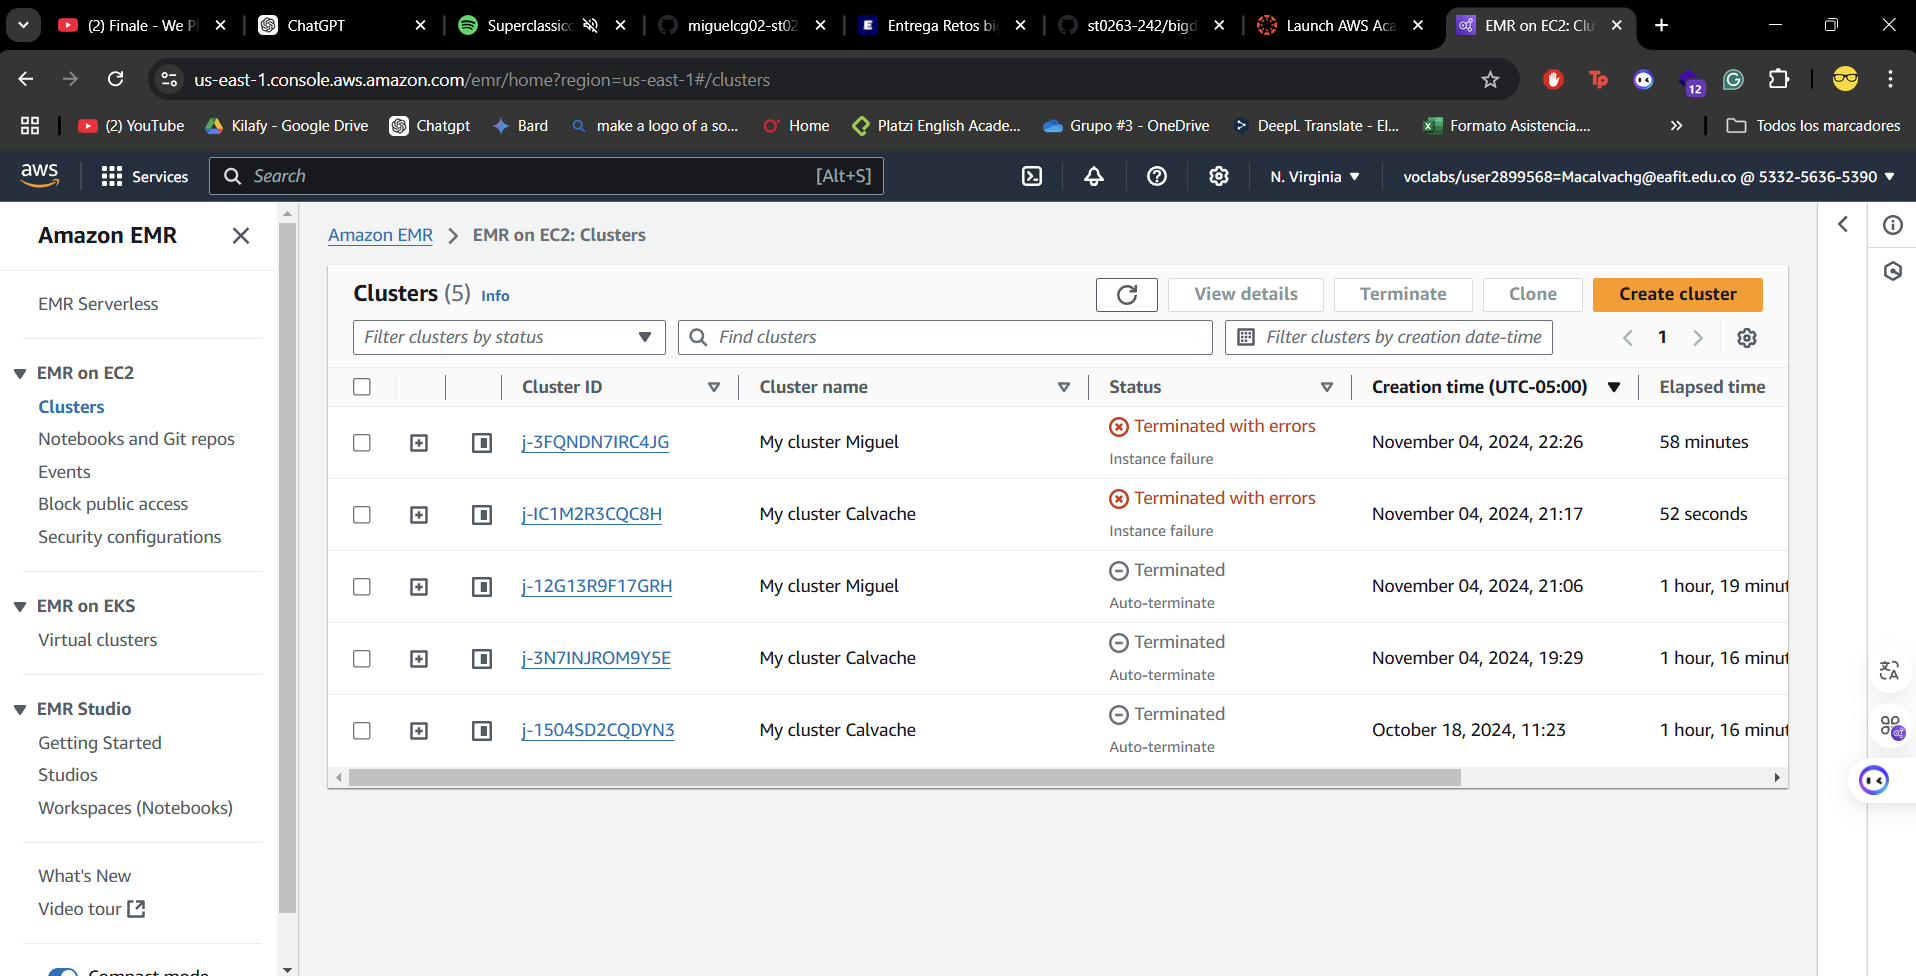 (2) Finale - We Pl
ChatGPT
Superclassico
miguelcg02-st02
Entrega Retos big
st0263-242/bigd
Launch AWS Aca
EMR on EC2: Clu
us-east-1.console.aws.amazon.com/emr/home?region=us-east-1#/clusters
12
(2) YouTube
Kilafy - Google Drive
Chatgpt
Bard
make a logo of a so...
Home
Platzi English Acade...
Grupo #3 - OneDrive
DeepL Translate - El...
Formato Asistencia....
Todos los marcadores
aws
Services
Search
[Alt+S]
N. Virginia
voclabs/user2899568=Macalvachg@eafit.edu.co @ 5332-5636-5390
Amazon EMR
EMR Serverless
EMR on EC2
Clusters
Notebooks and Git repos
Events
Block public access
Security configurations
EMR on EKS
Virtual clusters
EMR Studio
Getting Started
Studios
Workspaces (Notebooks)
What's New
Video tour
Compact mode
Amazon EMR > EMR on EC2: Clusters
Clusters (5) Info
View details
Terminate
Clone
Create cluster
Filter clusters by status
Find clusters
Filter clusters by creation date-time
1
Cluster ID
Cluster name
Status
Creation time (UTC-05:00)
Elapsed time
j-3FQNDN7IRC4JG
My cluster Miguel
Terminated with errors
Instance failure
November 04, 2024, 22:26
58 minutes
j-IC1M2R3CQC8H
My cluster Calvache
Terminated with errors
Instance failure
November 04, 2024, 21:17
52 seconds
j-12G13R9F17GRH
My cluster Miguel
Terminated
Auto-terminate
November 04, 2024, 21:06
1 hour, 19 minut
j-3N7INJROM9Y5E
My cluster Calvache
Terminated
Auto-terminate
November 04, 2024, 19:29
1 hour, 16 minut
j-1504SD2CQDYN3
My cluster Calvache
Terminated
Auto-terminate
October 18, 2024, 11:23
1 hour, 16 minut